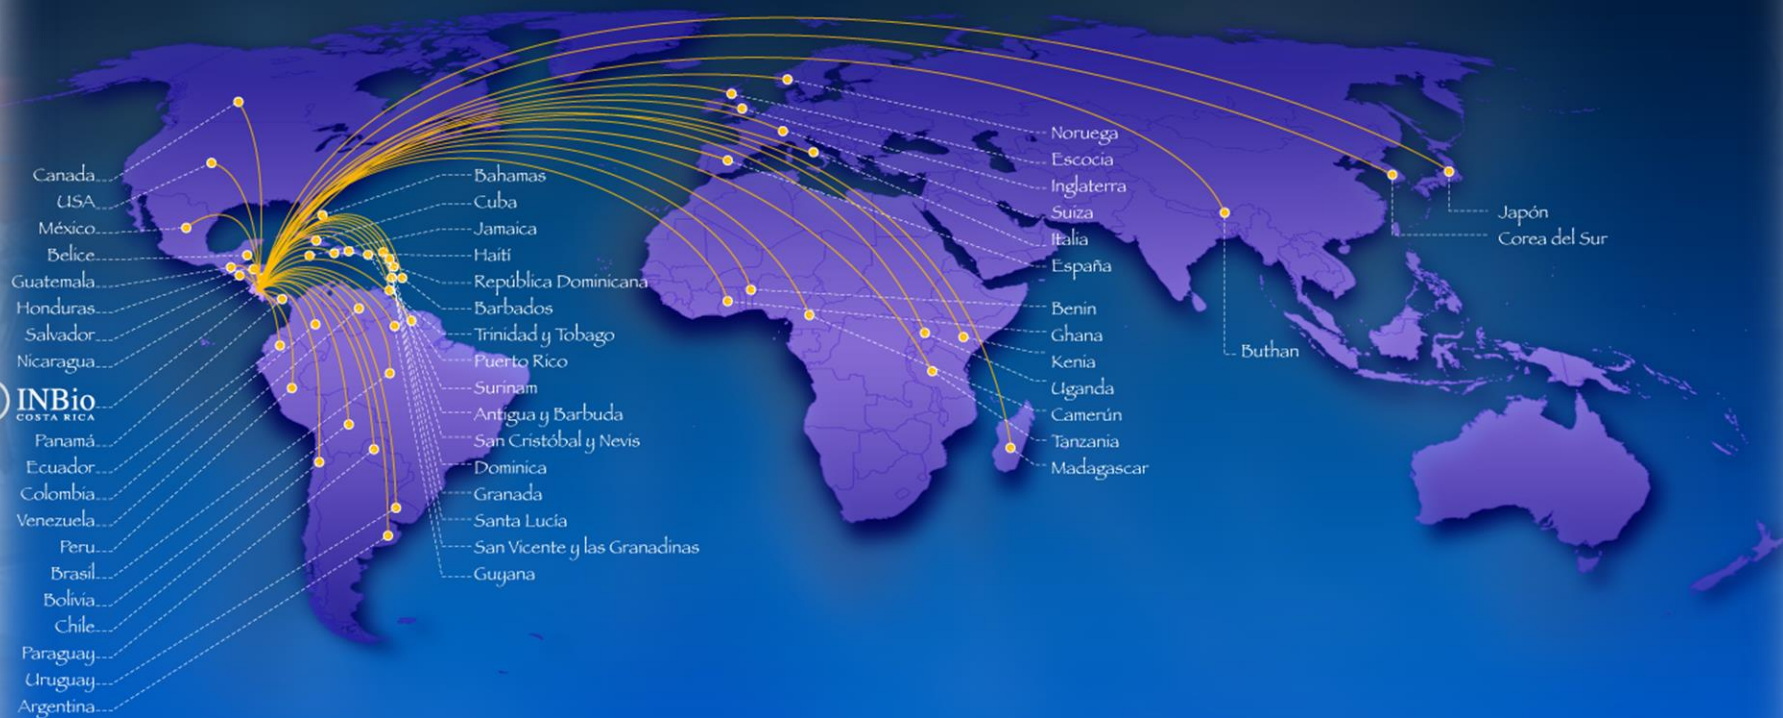 Canada
USA
México
Belice
Guatemala
Honduras
Salvador
Nicaragua
INBio
COSTA RICA
Panamá
Ecuador
Colombia
Venezuela
Peru
Brasil
Bolivia
Chile
Paraguay
Uruguay
Argentina
Bahamas
Cuba
Jamaica
Haití
República Dominicana
Barbados
Trinidad y Tobago
Puerto Rico
Surinam
Antigua y Barbuda
San Cristóbal y Nevis
Dominica
Granada
Santa Lucía
San Vicente y las Granadinas
Guyana
Noruega
Escocia
Inglaterra
Suiza
Italia
España
Benin
Ghana
Kenia
Uganda
Camerún
Tanzania
Madagascar
Buthan
Japón
Corea del Sur